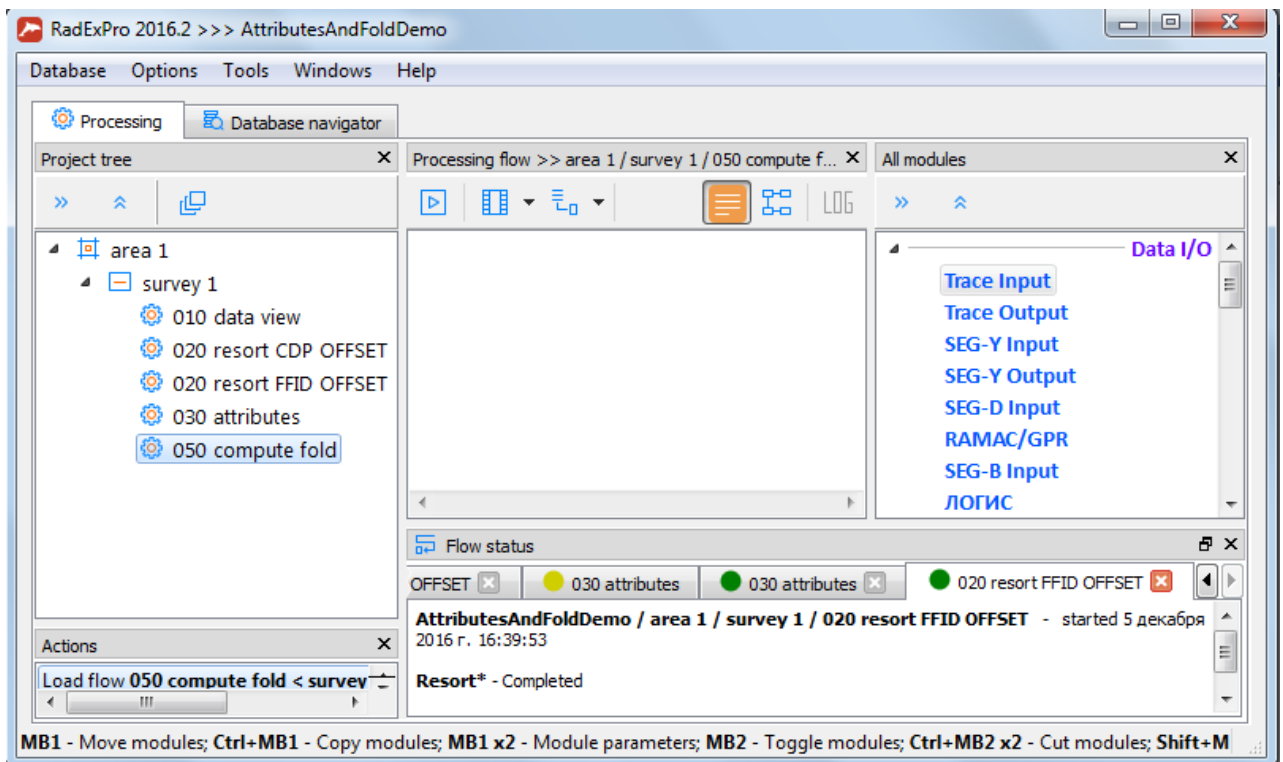 RadExPro 2016.2 >>> AttributesAndFoldDemo
Database Options Tools Windows Help
Processing Database navigator
Project tree
area 1
survey 1
010 data view
020 resort CDP OFFSET
020 resort FFID OFFSET
030 attributes
050 compute fold
Actions
Load flow 050 compute fold < survey
Processing flow >> area 1 / survey 1 / 050 compute f...
LOG
All modules
Data I/O
Trace Input
Trace Output
SEG-Y Input
SEG-Y Output
SEG-D Input
RAMAC/GPR
SEG-B Input
ЛОГИС
Flow status
OFFSET 030 attributes 030 attributes 020 resort FFID OFFSET
AttributesAndFoldDemo / area 1 / survey 1 / 020 resort FFID OFFSET - started 5 декабря
2016 г. 16:39:53
Resort* - Completed
MB1 - Move modules; Ctrl+MB1 - Copy modules; MB1 x2 - Module parameters; MB2 - Toggle modules; Ctrl+MB2 x2 - Cut modules; Shift+M